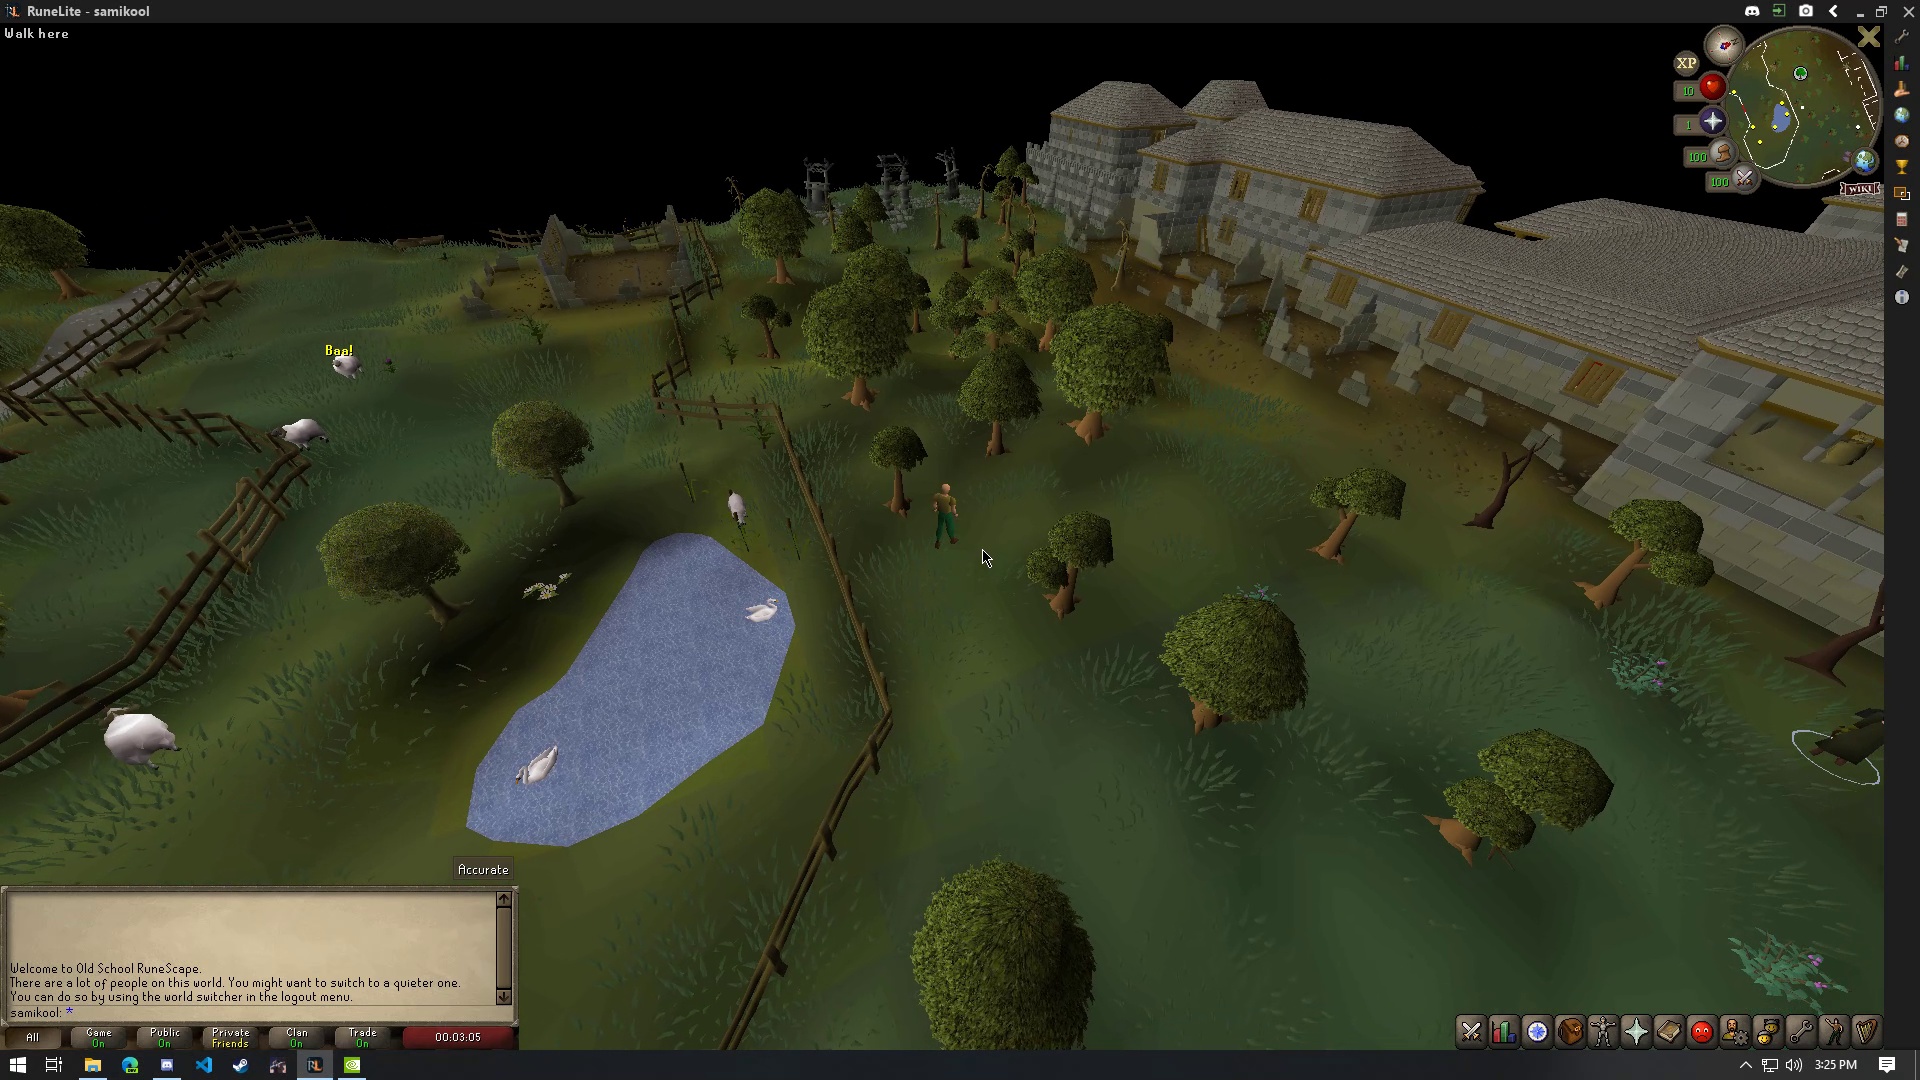 RuneLite - samikool
Walk here
XP
10
1
100
100
WIKI
Baa!
Accurate
Welcome to Old School RuneScape.
There are a lot of people on this world. You might want to switch to a quieter one.
You can do so by using the world switcher in the logout menu.
samikool: *
All
Game
On
Public
On
Private
Friends
Clan
On
Trade
On
00:03:05
3:25 PM